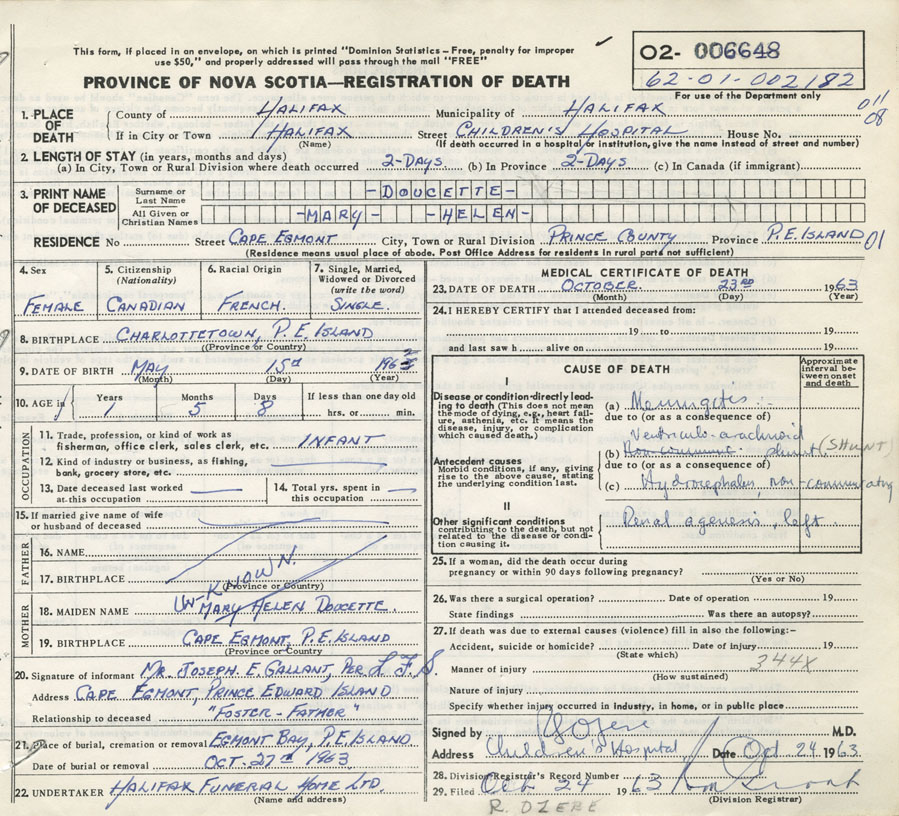 This form, if placed in an envelope, on which is printed "Dominion Statistics – Free, penalty for improper
use $50," and properly addressed will pass through the mail "FREE"
PROVINCE OF NOVA SCOTIA—REGISTRATION OF DEATH
02- 006648
62-01-002182
For use of the Department only
011
08
1. PLACE OF DEATH
County of HALIFAX Municipality of HALIFAX
If in City or Town HALIFAX Street CHILDREN'S HOSPITAL House No.
(Name) (If death occurred in a hospital or institution, give the name instead of street and number)
2. LENGTH OF STAY (in years, months and days)
(a) In City, Town or Rural Division where death occurred 2-DAYS (b) In Province 2-DAYS (c) In Canada (if immigrant)
3. PRINT NAME OF DECEASED
Surname or Last Name -DOUCETTE-
All Given or Christian Names -MARY- -HELEN-
RESIDENCE No Street CAPE EGMONT City, Town or Rural Division PRINCE COUNTY Province P.E.ISLAND 01
(Residence means usual place of abode. Post Office Address for residents in rural parts not sufficient)
4. Sex FEMALE
5. Citizenship (Nationality) CANADIAN
6. Racial Origin FRENCH.
7. Single, Married, Widowed or Divorced (write the word) SINGLE.
8. BIRTHPLACE CHARLOTTETOWN, P.E. ISLAND
(Province or Country)
9. DATE OF BIRTH MAY 15th 1962
(Month) (Day) (Year)
10. AGE in Years 1 Months 5 Days 8 If less than one day old
hrs. or min.
OCCUPATION
11. Trade, profession, or kind of work as fisherman, office clerk, sales clerk, etc. INFANT
12. Kind of industry or business, as fishing, bank, grocery store, etc.
13. Date deceased last worked at this occupation
14. Total yrs. spent in this occupation
15. If married give name of wife or husband of deceased
FATHER
16. NAME
17. BIRTHPLACE UNKNOWN.
(Province or Country)
MOTHER
18. MAIDEN NAME MARY HELEN DOUCETTE.
19. BIRTHPLACE CAPE EGMONT, P.E.ISLAND
(Province or Country)
20. Signature of informant MR. JOSEPH. E. GALLANT, PER L F S.
Address CAPE EGMONT, PRINCE EDWARD ISLAND
Relationship to deceased "FOSTER-FATHER"
21. Place of burial, cremation or removal EGMONT BAY, P.E.ISLAND
Date of burial or removal OCT. 27th 1963
22. UNDERTAKER HALIFAX FUNERAL HOME LTD.
(Name and address)
MEDICAL CERTIFICATE OF DEATH
23. DATE OF DEATH OCTOBER 23RD 1963
(Month) (Day) (Year)
24. I HEREBY CERTIFY that I attended deceased from:
19 to 19
and last saw h alive on 19
CAUSE OF DEATH
Approximate interval between onset and death
I
Disease or condition directly leading to death (This does not mean the mode of dying, e.g., heart failure, asthenia, etc. It means the disease, injury, or complication which caused death.)
(a) Meningitis
due to (or as a consequence of)
Ventriculo-arachnoid
Antecedent causes
Morbid conditions, if any, giving rise to the above cause, stating the underlying condition last.
(b) shunt (SHUNT)
due to (or as a consequence of)
(c) Hydrocephalus, non-communicating
II
Other significant conditions contributing to the death, but not related to the disease or condition causing it.
Renal agenesis, left.
25. If a woman, did the death occur during pregnancy or within 90 days following pregnancy?
(Yes or No)
26. Was there a surgical operation? Date of operation 19
State findings Was there an autopsy?
27. If death was due to external causes (violence) fill in also the following:–
Accident, suicide or homicide? Date of injury 19
(State which)
344X
Manner of injury
(How sustained)
Nature of injury
Specify whether injury occurred in industry, in home, or in public place
Signed by R Ozere M.D.
Address Children's Hospital Date Oct 24 1963
28. Division Registrar's Record Number
29. Filed Oct 24 1963
(Division Registrar)
R. OZERE